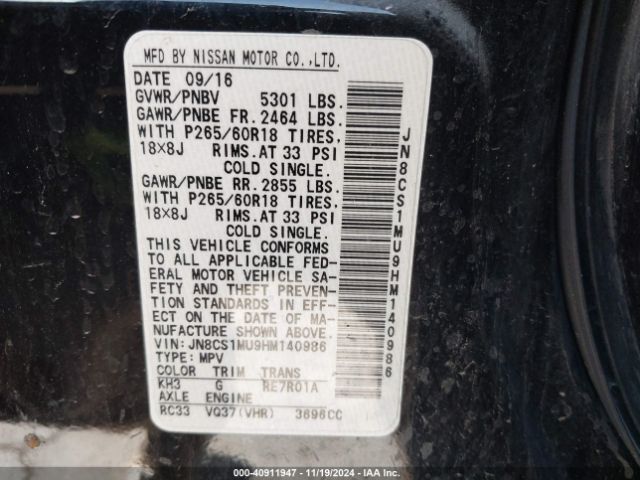 MFD BY NISSAN MOTOR CO.,LTD.
DATE 09/16
GVWR/PNBV 5301 LBS.
GAWR/PNBE FR. 2464 LBS.
WITH P265/60R18 TIRES,
18×8J RIMS.AT 33 PSI
COLD SINGLE.
GAWR/PNBE RR. 2855 LBS.
WITH P265/60R18 TIRES,
18×8J RIMS.AT 33 PSI
COLD SINGLE.
THIS VEHICLE CONFORMS
TO ALL APPLICABLE FED-
ERAL MOTOR VEHICLE SA-
FETY AND THEFT PREVEN-
TION STANDARDS IN EFF-
ECT ON THE DATE OF MA-
NUFACTURE SHOWN ABOVE.
VIN: JN8CS1MU9HM140986
TYPE: MPV
COLOR TRIM TRANS
KH3 G RE7R01A
AXLE ENGINE
RC33 VQ37(VHR) 3696CC
JN8CS1MU9HM140986
000-40911947 - 11/19/2024 - IAA Inc.